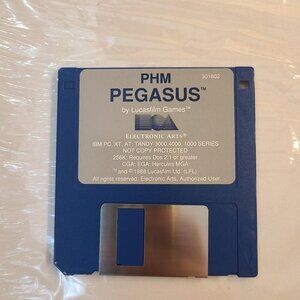 PHM
301602
PEGASUS™
by Lucasfilm Games™
ECA
ELECTRONIC ARTS®
IBM PC, XT, AT; TANDY 3000,4000, 1000 SERIES
NOT COPY PROTECTED
256K; Requires Dos 2.1 or greater
CGA; EGA; Hercules MGA
™ and © 1988 Lucasfilm Ltd. (LFL)
All rights reserved. Electronic Arts, Authorized User.